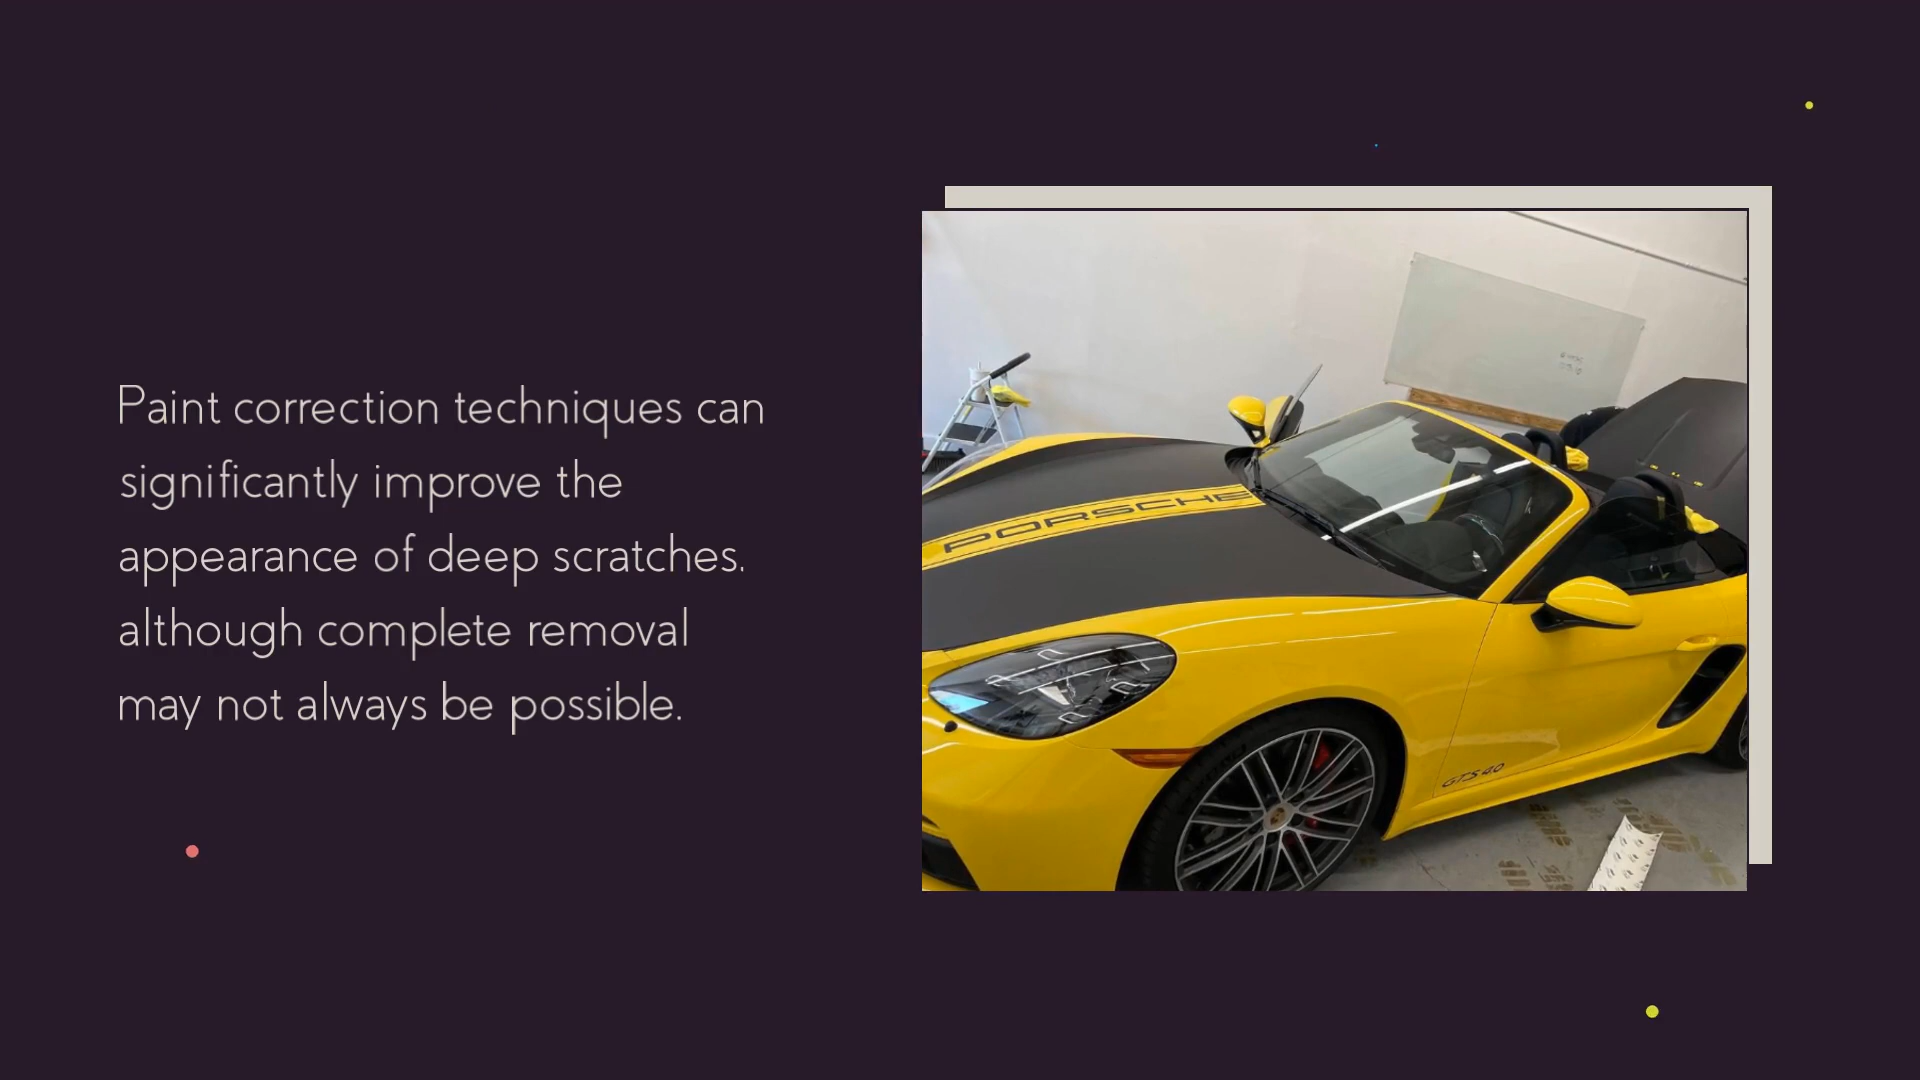 Paint correction techniques can
significantly improve the
appearance of deep scratches.
although complete removal
may not always be possible.
PORSCHE
GTS 4.0